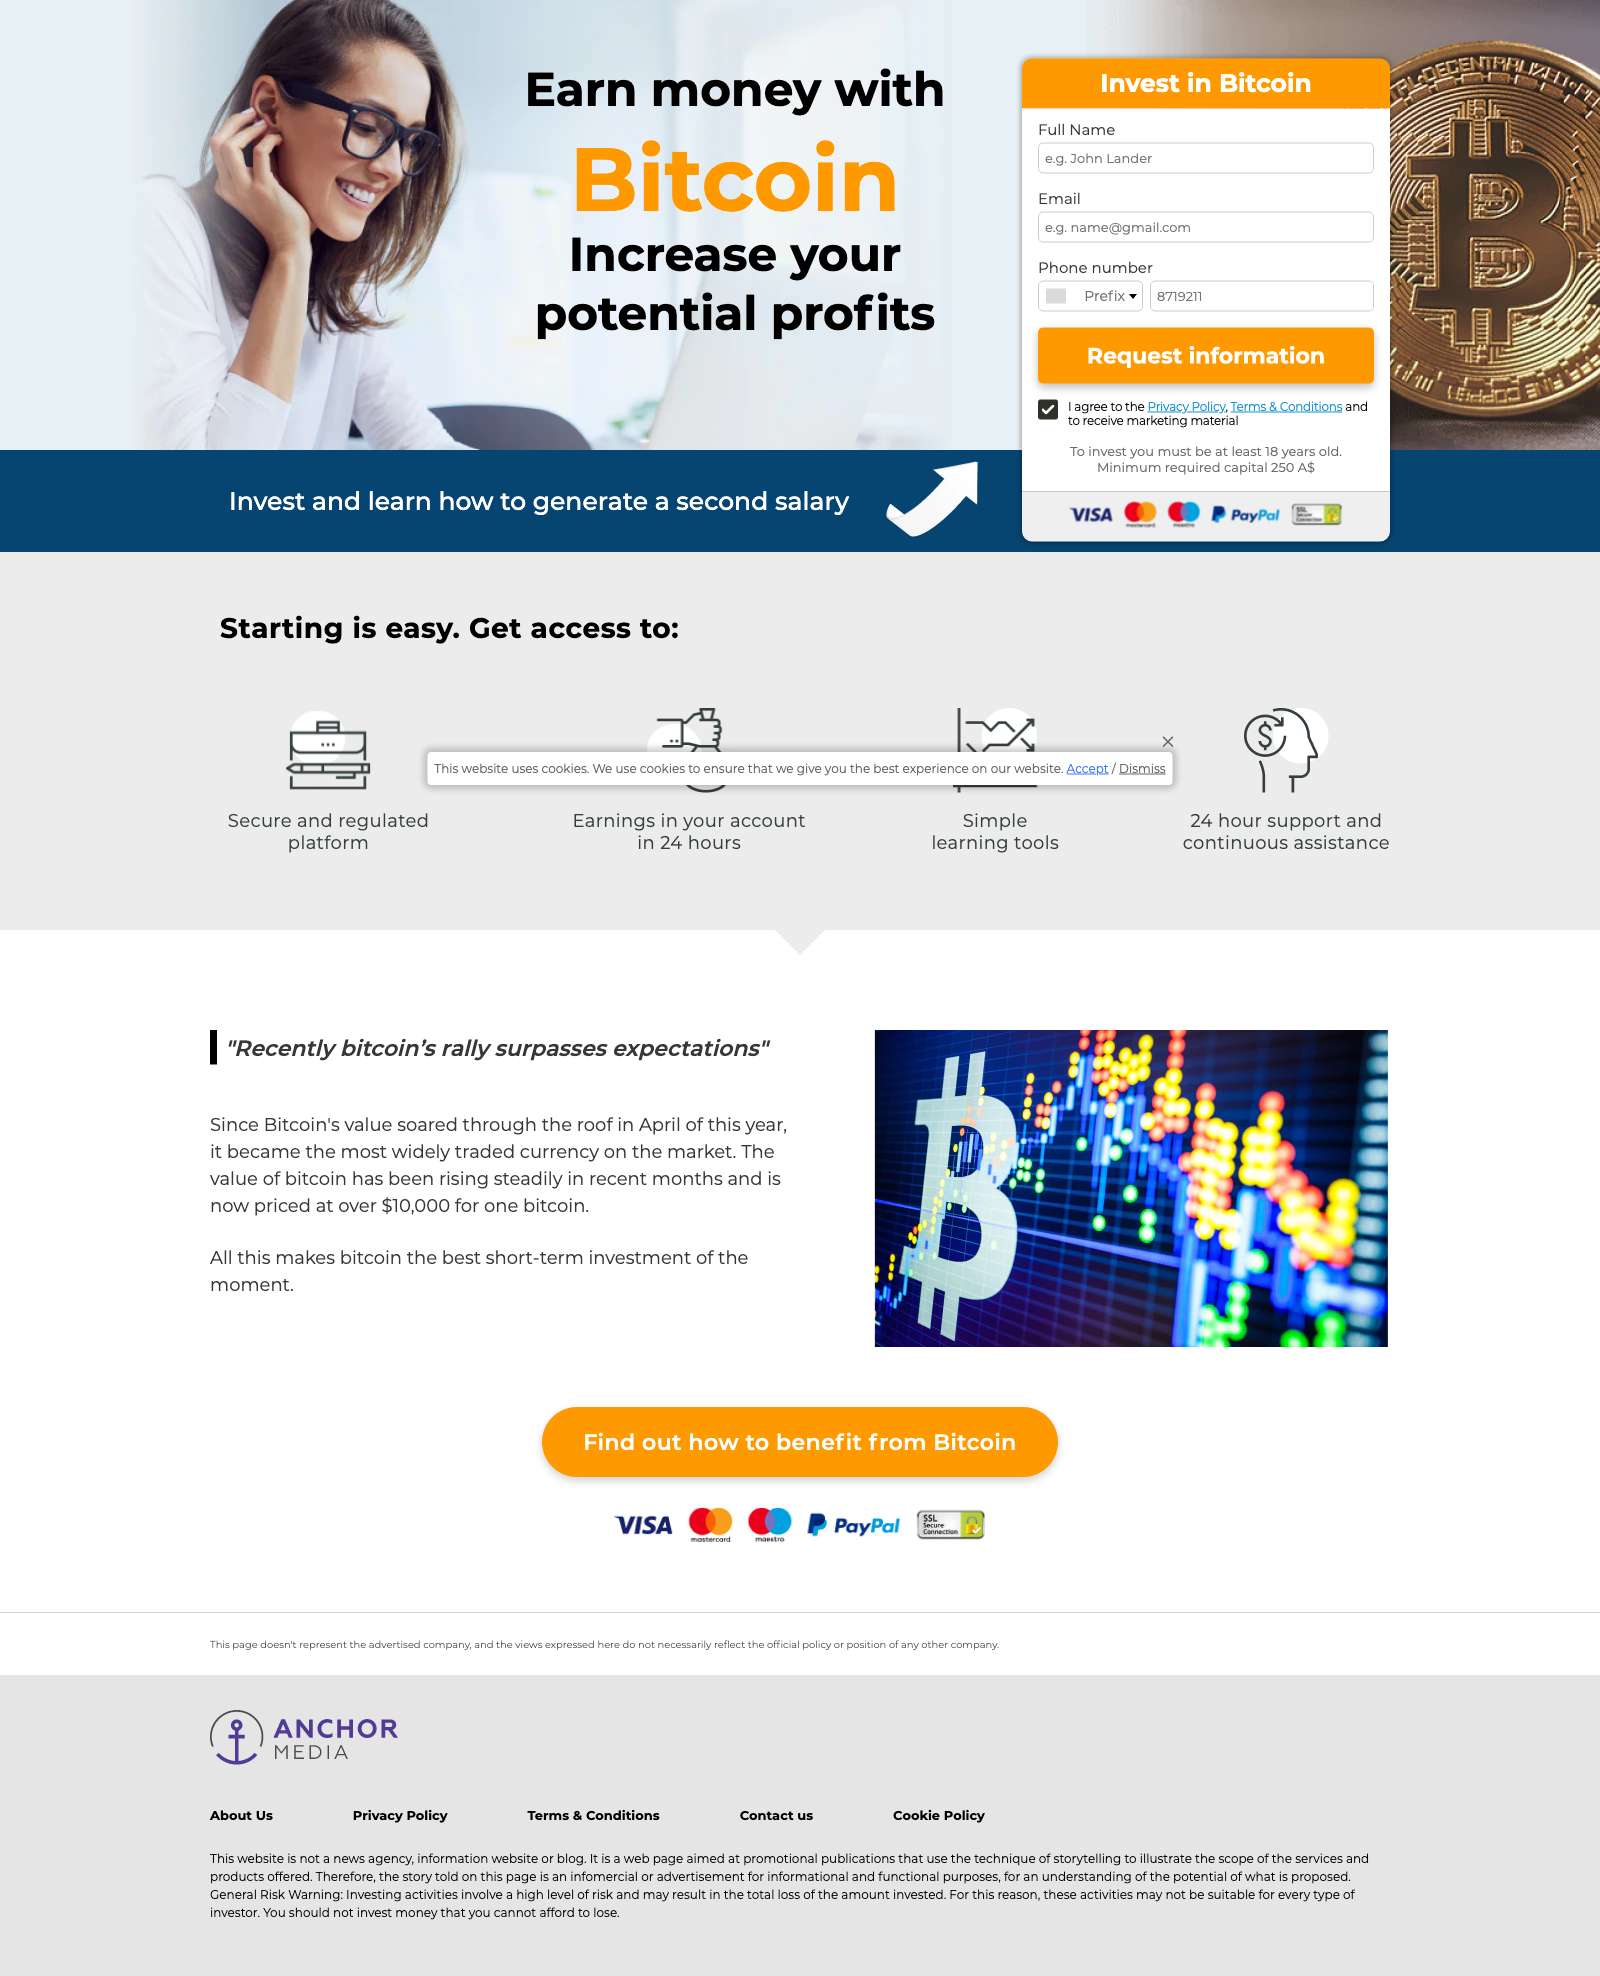 Earn money with
Bitcoin
Increase your
potential profits
Invest in Bitcoin
Full Name
e.g. John Lander
Email
e.g. name@gmail.com
Phone number
Prefix 8719211
Request information
I agree to the Privacy Policy, Terms & Conditions and
to receive marketing material
To invest you must be at least 18 years old.
Minimum required capital 250 A$
VISA mastercard maestro PayPal SSL Secure Connection
Invest and learn how to generate a second salary
Starting is easy. Get access to:
This website uses cookies. We use cookies to ensure that we give you the best experience on our website. Accept / Dismiss
Secure and regulated
platform
Earnings in your account
in 24 hours
Simple
learning tools
24 hour support and
continuous assistance
"Recently bitcoin’s rally surpasses expectations"
Since Bitcoin's value soared through the roof in April of this year,
it became the most widely traded currency on the market. The
value of bitcoin has been rising steadily in recent months and is
now priced at over $10,000 for one bitcoin.
All this makes bitcoin the best short-term investment of the
moment.
Find out how to benefit from Bitcoin
VISA mastercard maestro PayPal SSL Secure Connection
This page doesn't represent the advertised company, and the views expressed here do not necessarily reflect the official policy or position of any other company.
ANCHOR
MEDIA
About Us Privacy Policy Terms & Conditions Contact us Cookie Policy
This website is not a news agency, information website or blog. It is a web page aimed at promotional publications that use the technique of storytelling to illustrate the scope of the services and
products offered. Therefore, the story told on this page is an infomercial or advertisement for informational and functional purposes, for an understanding of the potential of what is proposed.
General Risk Warning: Investing activities involve a high level of risk and may result in the total loss of the amount invested. For this reason, these activities may not be suitable for every type of
investor. You should not invest money that you cannot afford to lose.